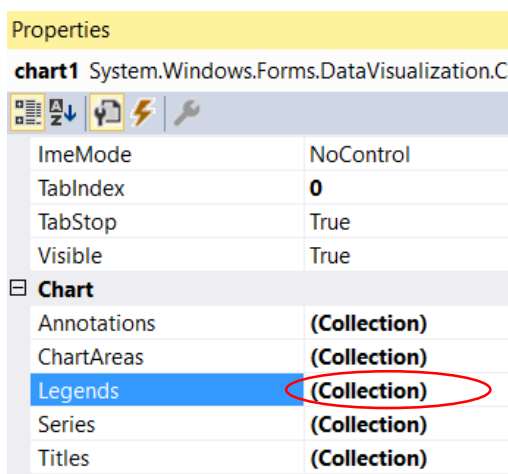 Properties
chart1 System.Windows.Forms.DataVisualization.C
ImeMode NoControl
TabIndex 0
TabStop True
Visible True
Chart
Annotations (Collection)
ChartAreas (Collection)
Legends (Collection)
Series (Collection)
Titles (Collection)